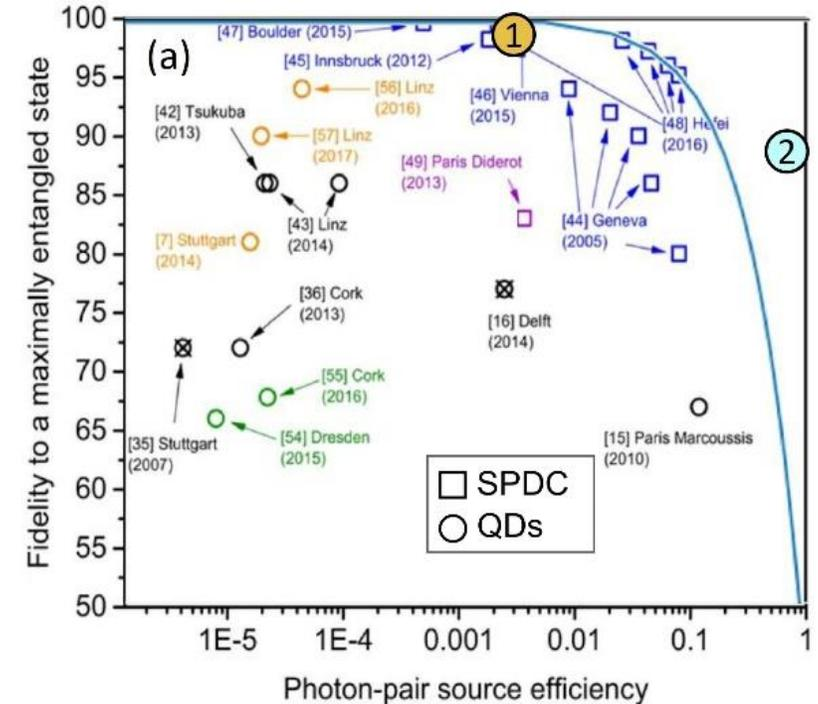 (a)
[47] Boulder (2015)
[45] Innsbruck (2012)
1
[46] Vienna
(2015)
[48] Hefei
(2016)
2
[56] Linz
(2016)
[42] Tsukuba
(2013)
[57] Linz
(2017)
[49] Paris Diderot
(2013)
[43] Linz
(2014)
[44] Geneva
(2005)
[7] Stuttgart
(2014)
[36] Cork
(2013)
[16] Delft
(2014)
[55] Cork
(2016)
[54] Dresden
(2015)
[35] Stuttgart
(2007)
[15] Paris Marcoussis
(2010)
SPDC
QDs
Fidelity to a maximally entangled state
100
95
90
85
80
75
70
65
60
55
50
1E-5 1E-4 0.001 0.01 0.1 1
Photon-pair source efficiency